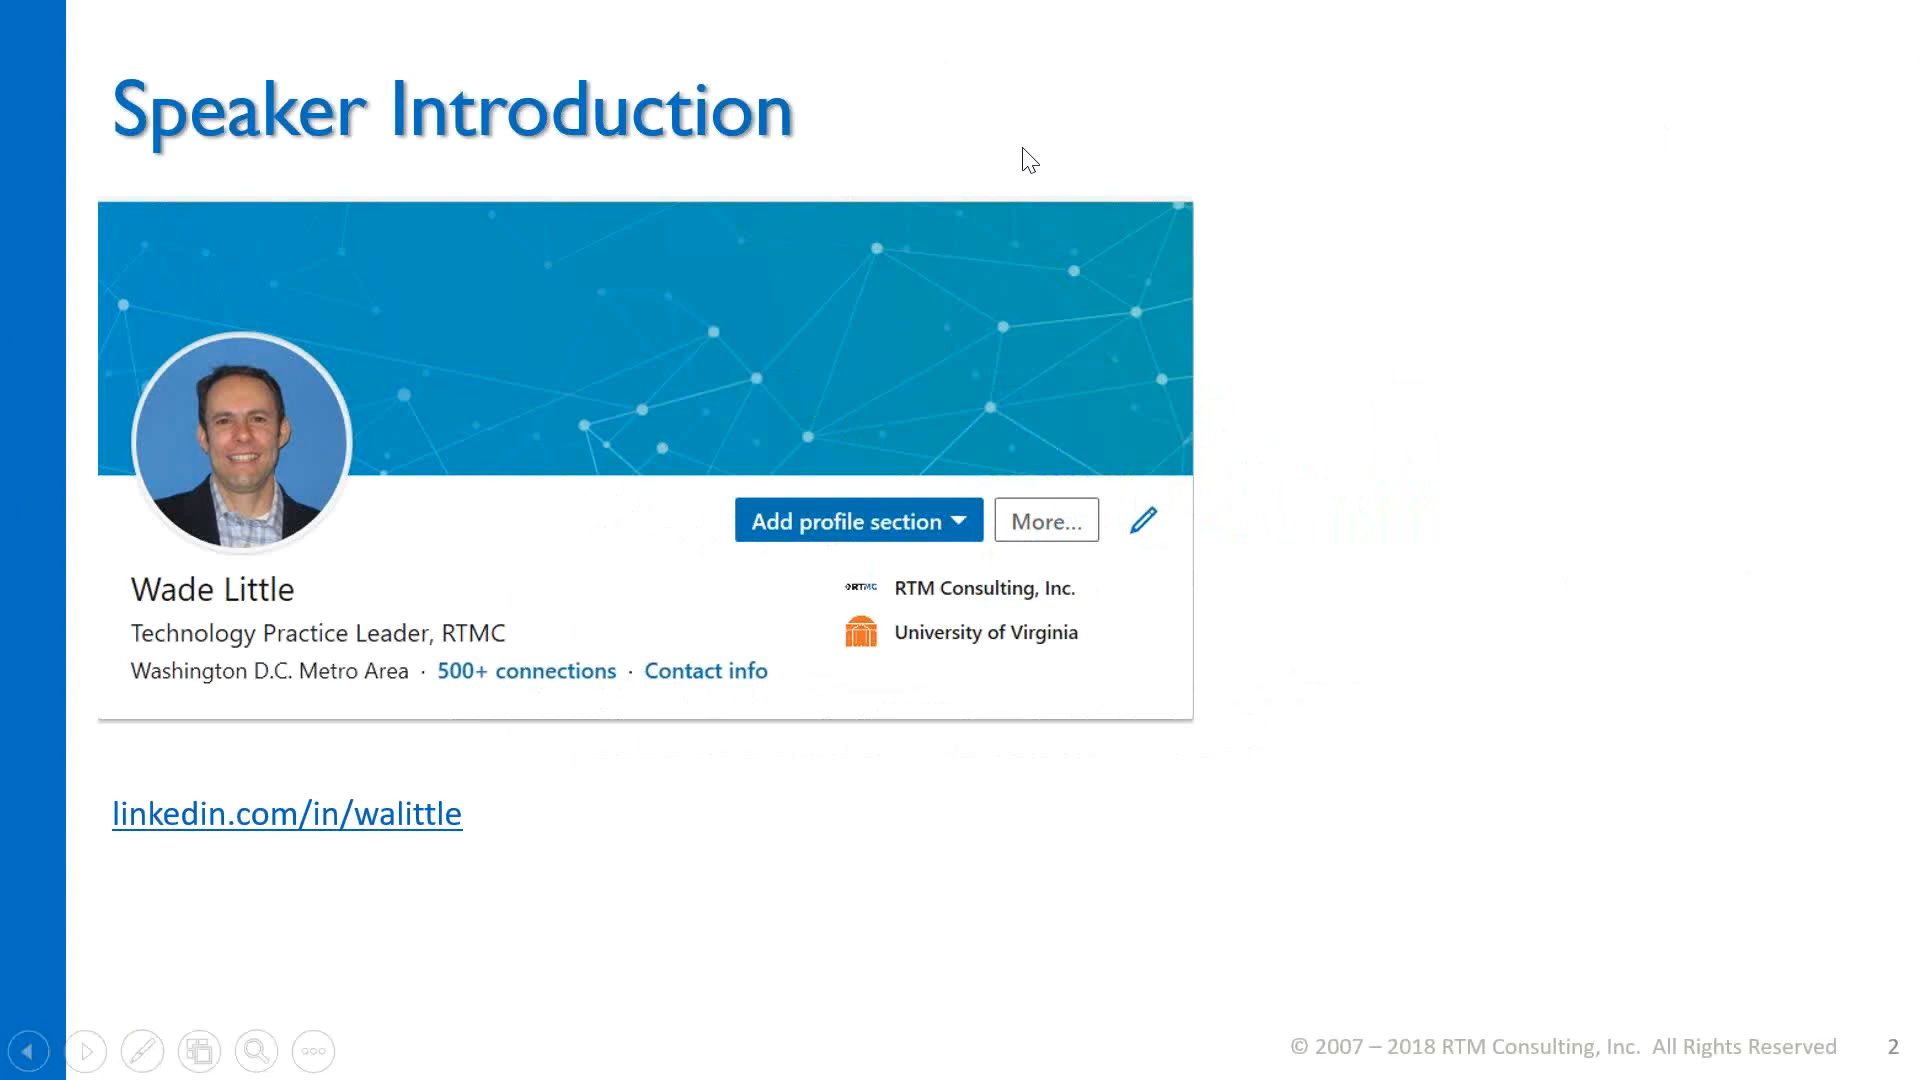 Speaker Introduction
Add profile section
More...
Wade Little
RTMC
RTM Consulting, Inc.
Technology Practice Leader, RTMC
University of Virginia
Washington D.C. Metro Area · 500+ connections · Contact info
linkedin.com/in/walittle
© 2007 – 2018 RTM Consulting, Inc. All Rights Reserved
2